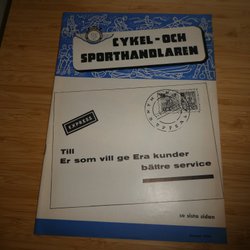 CYKEL- OCH
SPORTHANDLAREN
EXPRESS
Till
Er som vill ge Era kunder
bättre service
se sista sidan